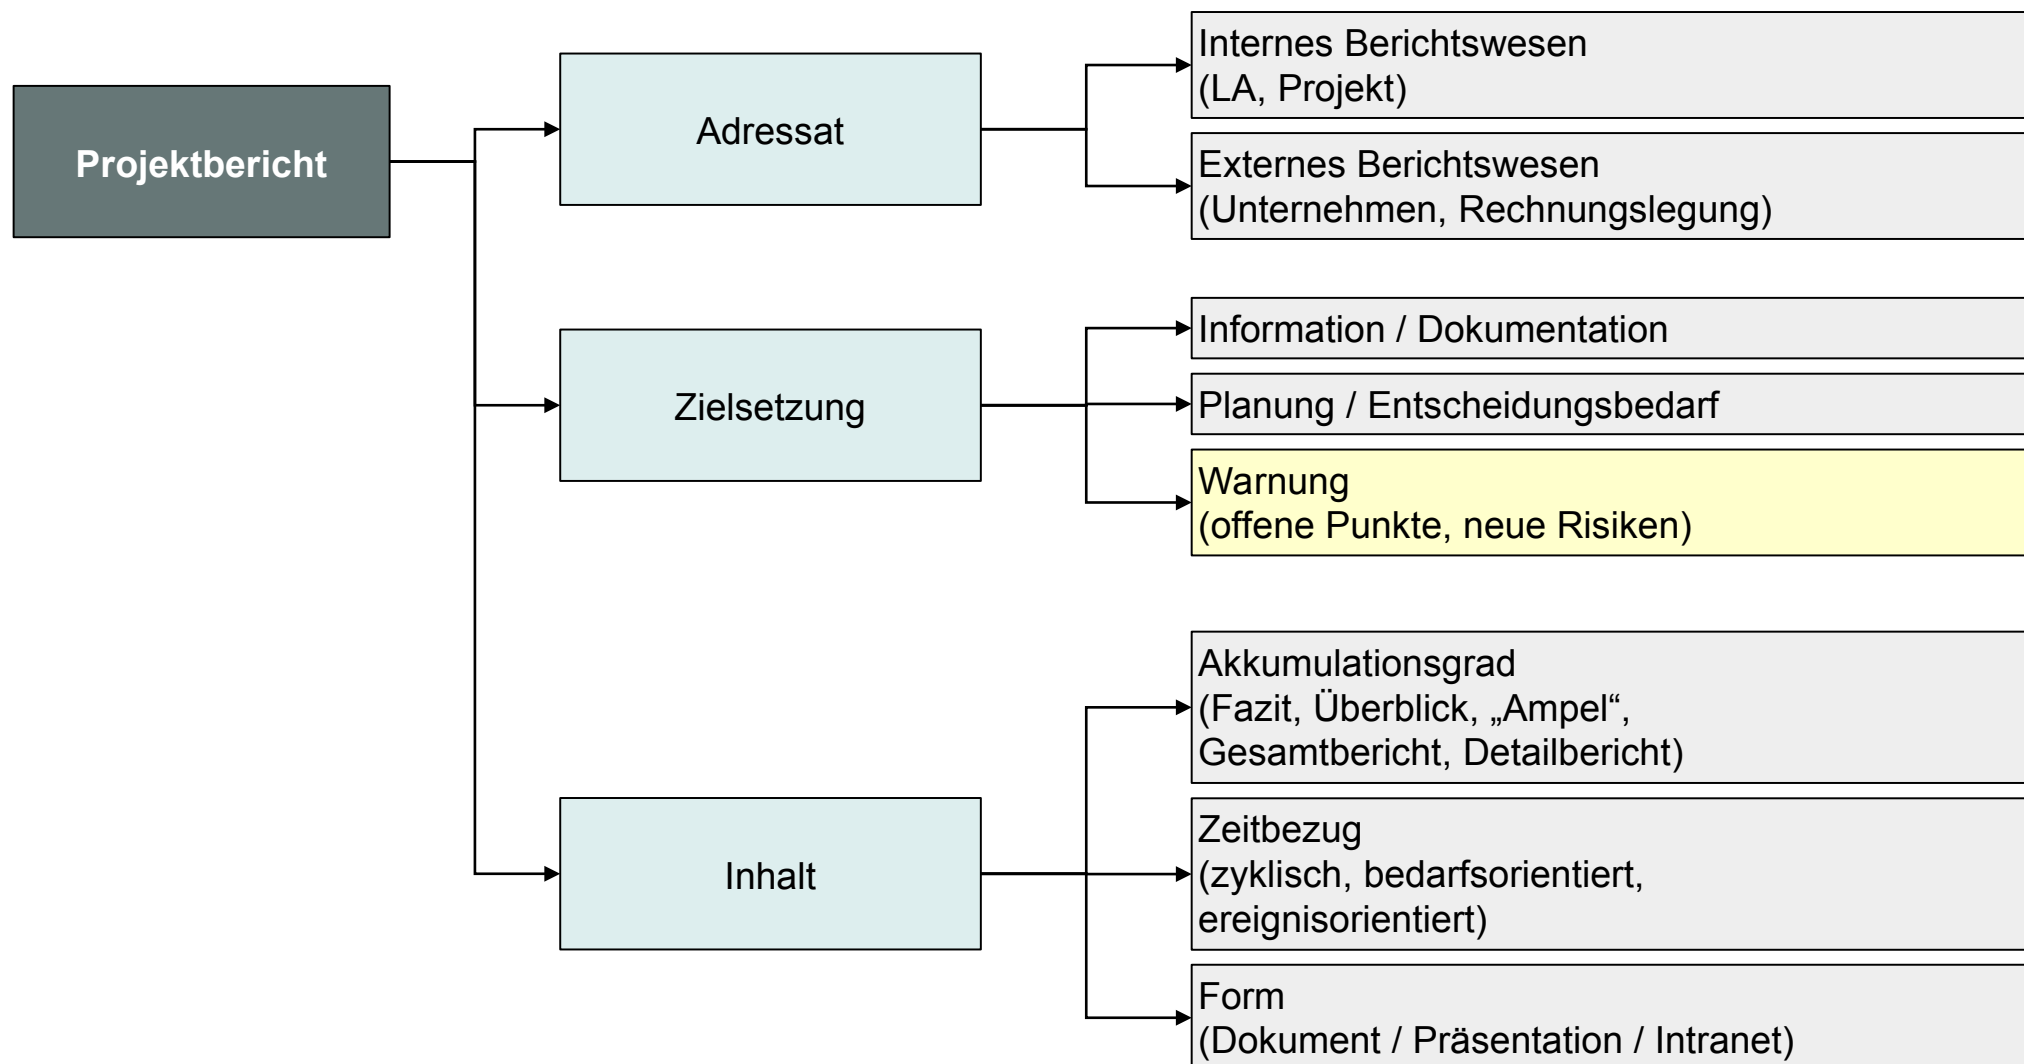 Projektbericht
Adressat
Internes Berichtswesen
(LA, Projekt)
Externes Berichtswesen
(Unternehmen, Rechnungslegung)
Zielsetzung
Information / Dokumentation
Planung / Entscheidungsbedarf
Warnung
(offene Punkte, neue Risiken)
Inhalt
Akkumulationsgrad
(Fazit, Überblick, „Ampel“,
Gesamtbericht, Detailbericht)
Zeitbezug
(zyklisch, bedarfsorientiert,
ereignisorientiert)
Form
(Dokument / Präsentation / Intranet)